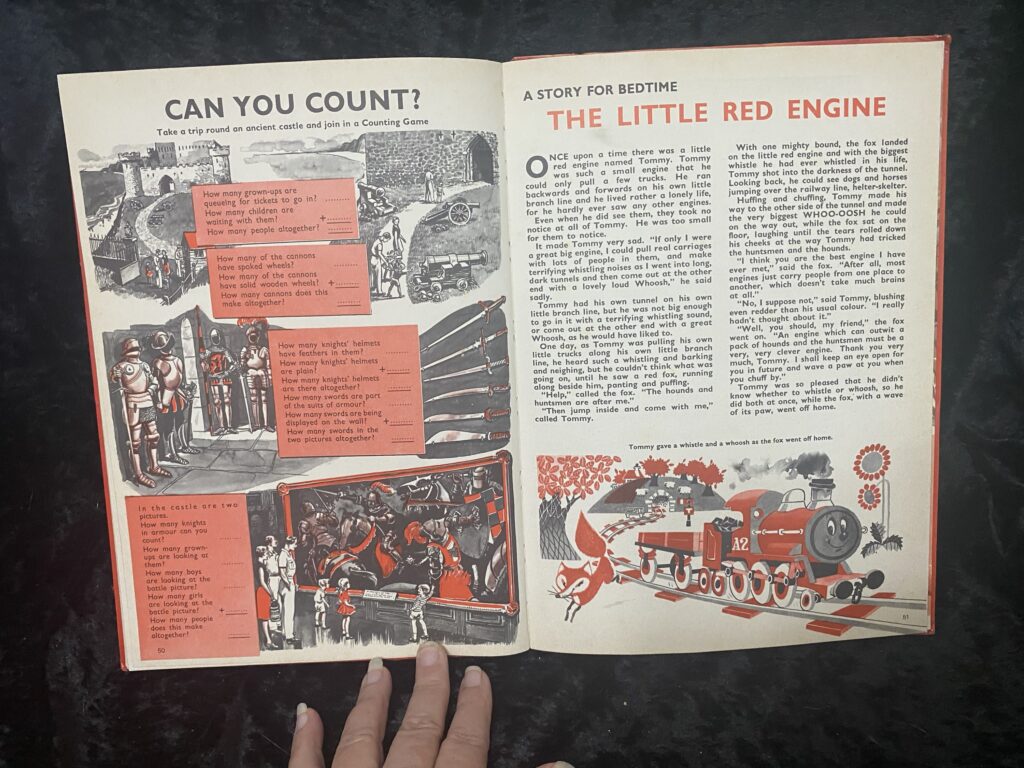 CAN YOU COUNT?
Take a trip round an ancient castle and join in a Counting Game
How many grown-ups are
queueing for tickets to go in? ........
How many children are
waiting with them? +........
How many people altogether? ........
How many of the cannons
have spoked wheels? ........
How many of the cannons
have solid wooden wheels? +........
How many cannons does this
make altogether? ........
How many knights' helmets
have feathers in them? ........
How many knights' helmets
are plain? +........
How many knights' helmets
are there altogether? ........
How many swords are part
of the suits of armour? ........
How many swords are being
displayed on the wall? +........
How many swords in the
two pictures altogether? ........
In the castle are two
pictures.
How many knights
in armour can you
count? ........
How many grown-
ups are looking at
them? ........
How many boys
are looking at the
battle picture? ........
How many girls
are looking at the
battle picture? +........
How many people
does this make
altogether? ........
50
A STORY FOR BEDTIME
THE LITTLE RED ENGINE
ONCE upon a time there was a little
red engine named Tommy. Tommy
was such a small engine that he
could only pull a few trucks. He ran
backwards and forwards on his own little
branch line and he lived rather a lonely life,
for he hardly ever saw any other engines.
Even when he did see them, they took no
notice at all of Tommy. He was too small
for them to notice.
It made Tommy very sad. "If only I were
a great big engine, I could pull real carriages
with lots of people in them, and make
terrifying whistling noises as I went into long,
dark tunnels and then come out at the other
end with a lovely loud Whoosh," he said
sadly.
Tommy had his own tunnel on his own
little branch line, but he was not big enough
to go in it with a terrifying whistling sound,
or come out at the other end with a great
Whoosh, as he would have liked to.
One day, as Tommy was pulling his own
little trucks along his own little branch
line, he heard such a whistling and barking
and neighing, but he couldn't think what was
going on, until he saw a red fox, running
along beside him, panting and puffing.
"Help," called the fox. "The hounds and
huntsmen are after me."
"Then jump inside and come with me,"
called Tommy.
With one mighty bound, the fox landed
on the little red engine and with the biggest
whistle he had ever whistled in his life,
Tommy shot into the darkness of the tunnel.
Looking back, he could see dogs and horses
jumping over the railway line, helter-skelter.
Huffing and chuffing, Tommy made his
way to the other side of the tunnel and made
the very biggest WHOO-OOSH he could
on the way out, while the fox sat on the
floor, laughing until the tears rolled down
his cheeks at the way Tommy had tricked
the huntsmen and the hounds.
"I think you are the best engine I have
ever met," said the fox. "After all, most
engines just carry people from one place to
another, which doesn't take much brains
at all."
"No, I suppose not," said Tommy, blushing
even redder than his usual colour. "I really
hadn't thought about it."
"Well, you should, my friend," the fox
went on. "An engine which can outwit a
pack of hounds and the huntsmen must be a
very, very clever engine. Thank you very
much, Tommy. I shall keep an eye open for
you in future and wave a paw at you when
you chuff by."
Tommy was so pleased that he didn't
know whether to whistle or whoosh, so he
did both at once, while the fox, with a wave
of its paw, went off home.
Tommy gave a whistle and a whoosh as the fox went off home.
A2
51